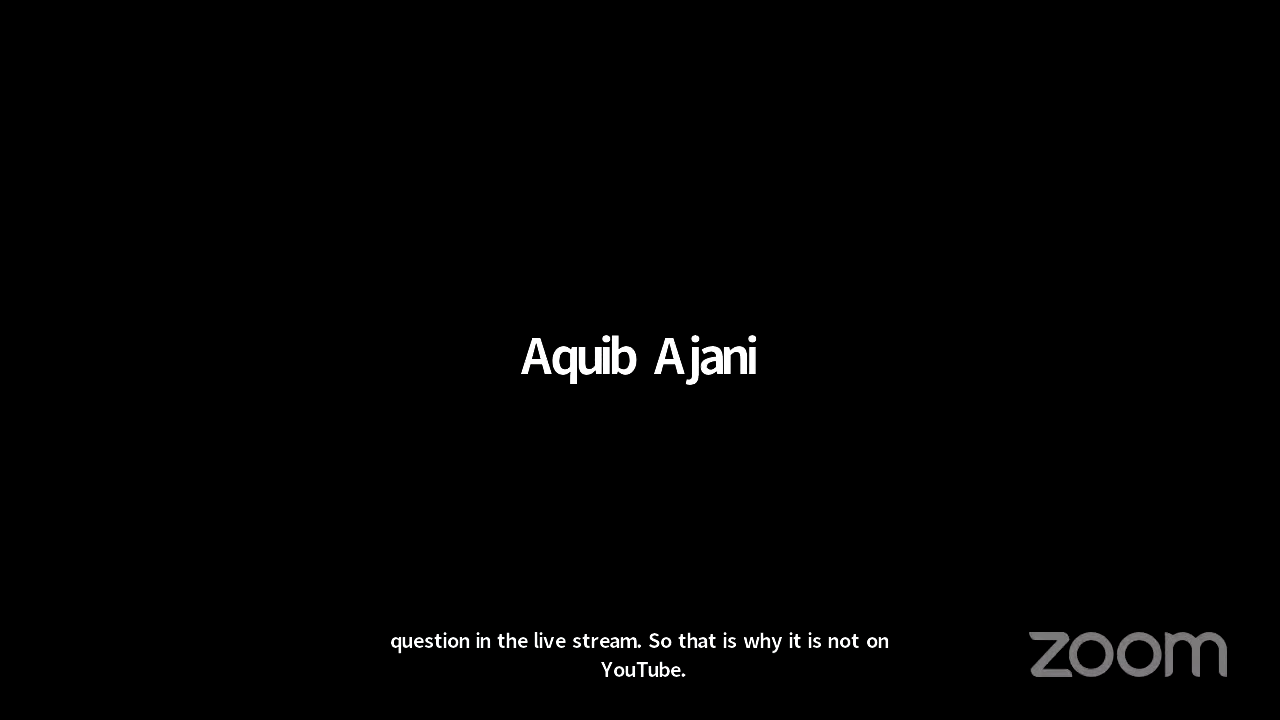 Aquib Ajani
question in the live stream. So that is why it is not on
YouTube.
zoom